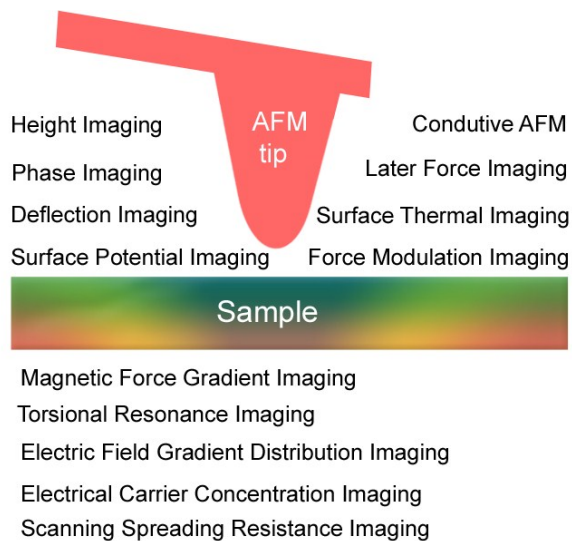 Height Imaging
Phase Imaging
Deflection Imaging
Surface Potential Imaging
AFM
tip
Condutive AFM
Later Force Imaging
Surface Thermal Imaging
Force Modulation Imaging
Sample
Magnetic Force Gradient Imaging
Torsional Resonance Imaging
Electric Field Gradient Distribution Imaging
Electrical Carrier Concentration Imaging
Scanning Spreading Resistance Imaging